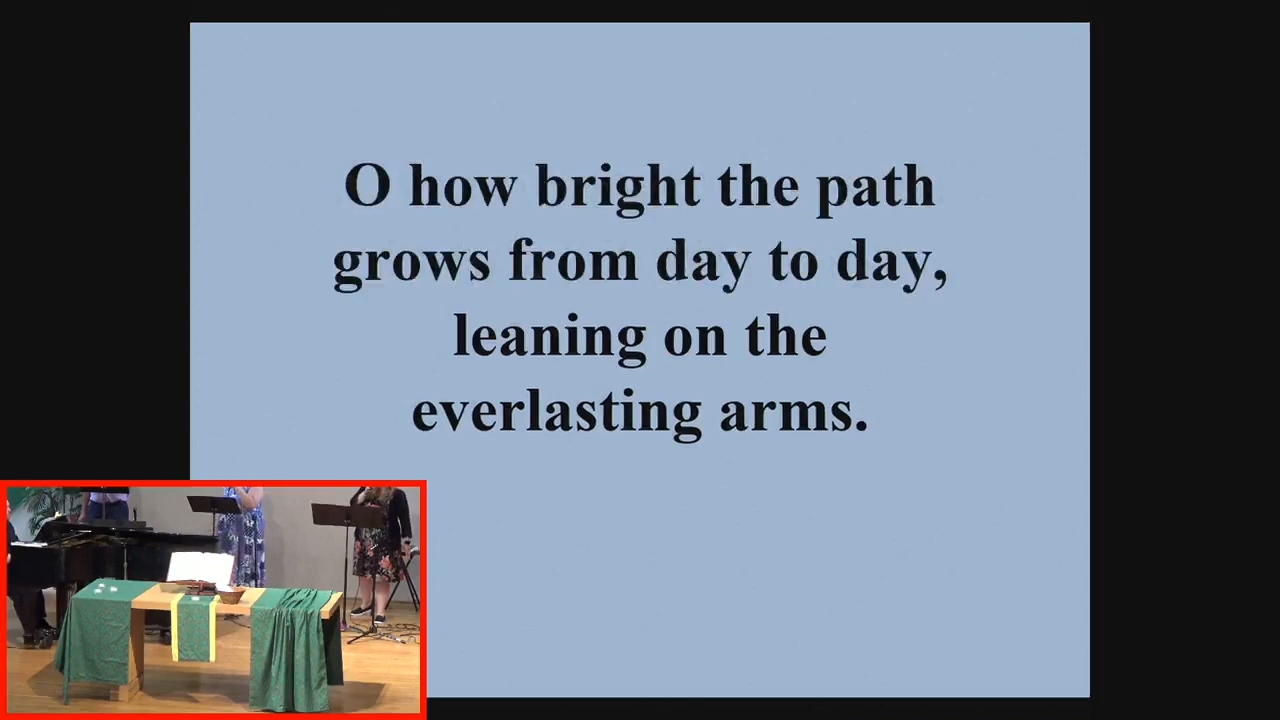 O how bright the path
grows from day to day,
leaning on the
everlasting arms.